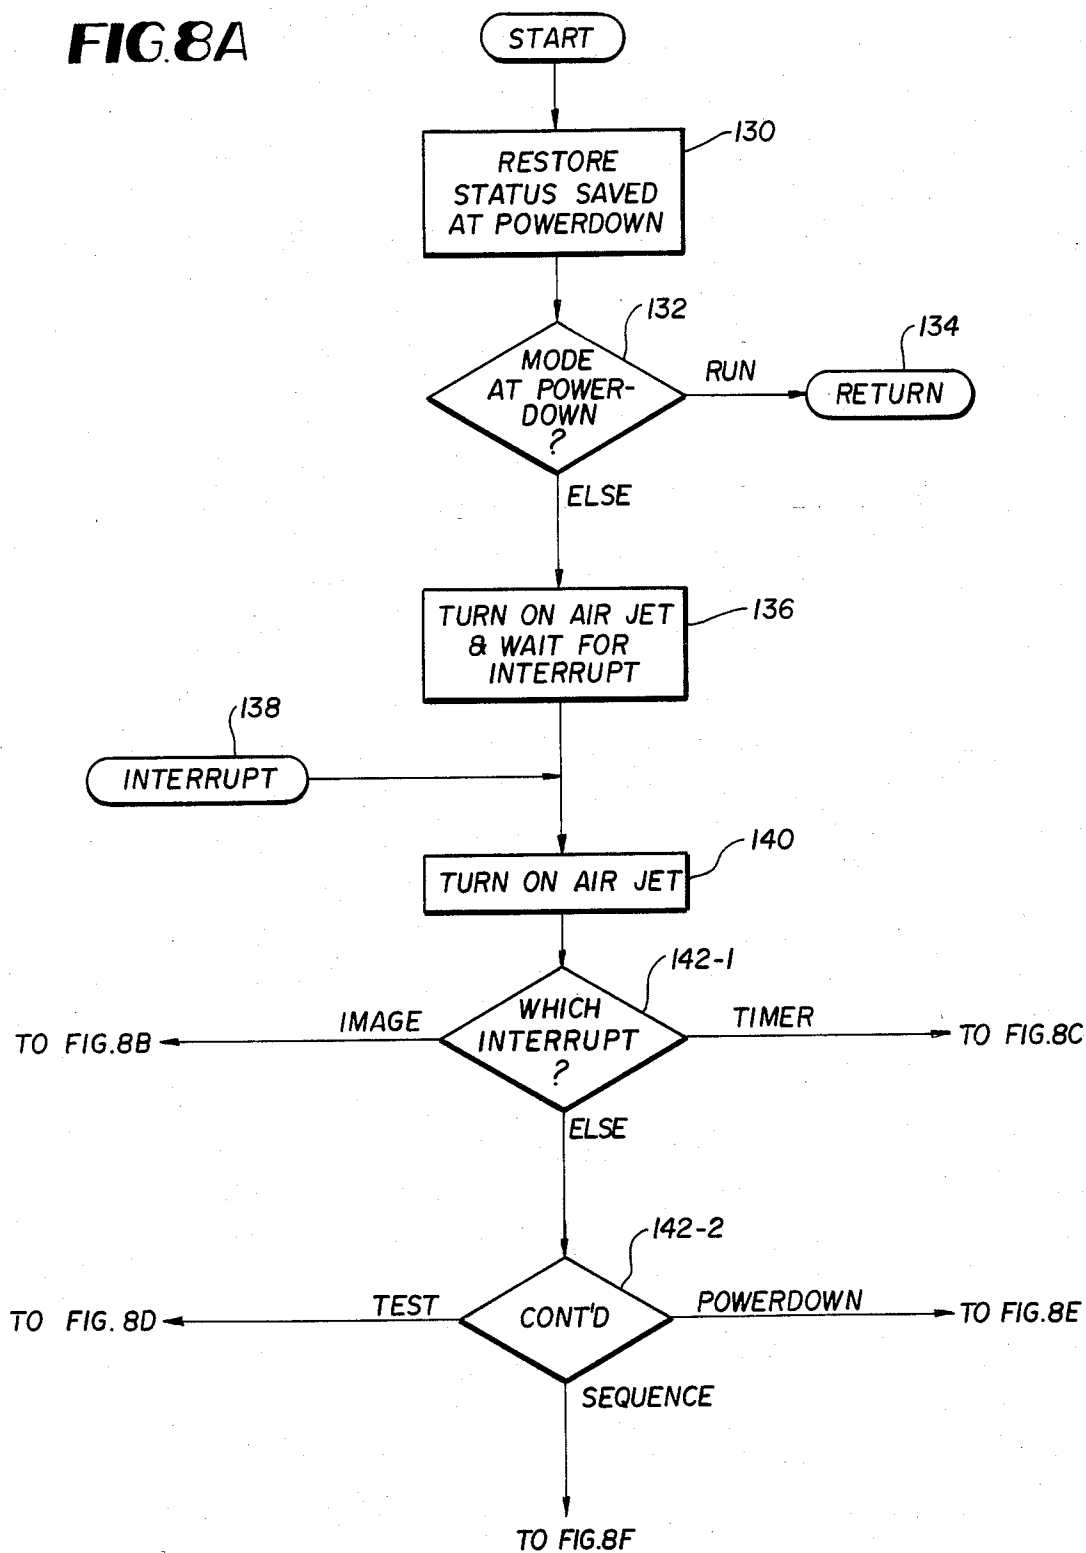 FIG.8A
START
130
RESTORE
STATUS SAVED
AT POWERDOWN
132
MODE
AT POWER-
DOWN
?
RUN
134
RETURN
ELSE
136
TURN ON AIR JET
& WAIT FOR
INTERRUPT
138
INTERRUPT
140
TURN ON AIR JET
142-1
WHICH
INTERRUPT
?
IMAGE
TO FIG.8B
TIMER
TO FIG.8C
ELSE
142-2
CONT'D
TEST
TO FIG. 8D
POWERDOWN
TO FIG.8E
SEQUENCE
TO FIG.8F